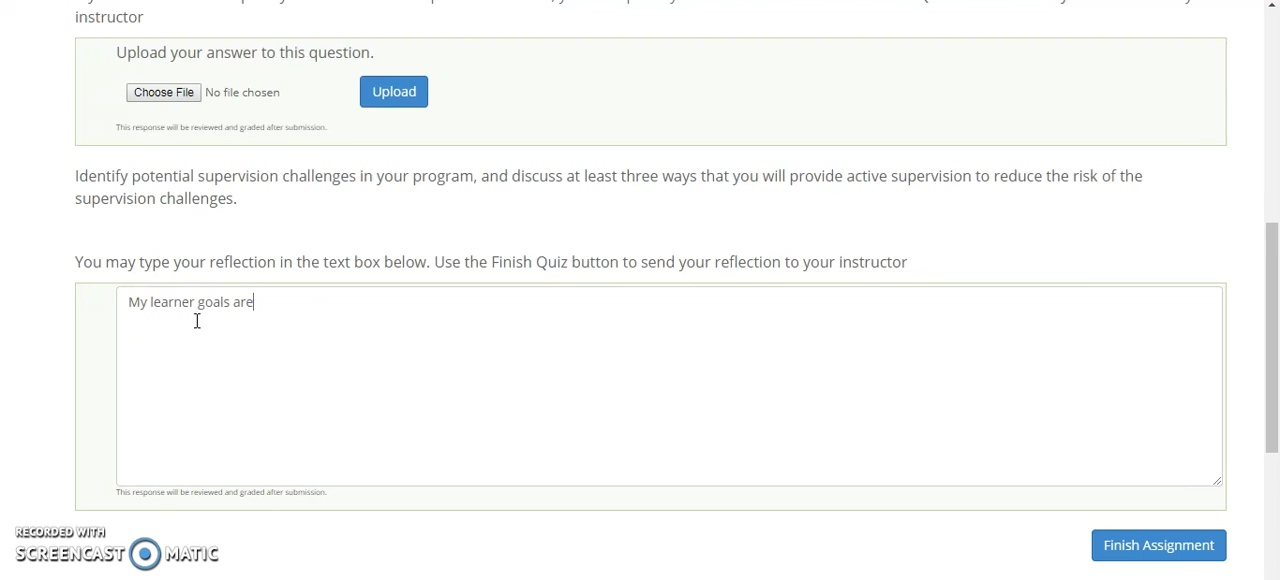 instructor
Upload your answer to this question.
Choose File No file chosen Upload
This response will be reviewed and graded after submission.
Identify potential supervision challenges in your program, and discuss at least three ways that you will provide active supervision to reduce the risk of the
supervision challenges.
You may type your reflection in the text box below. Use the Finish Quiz button to send your reflection to your instructor
My learner goals are
This response will be reviewed and graded after submission.
RECORDED WITH
SCREENCAST MATIC
Finish Assignment